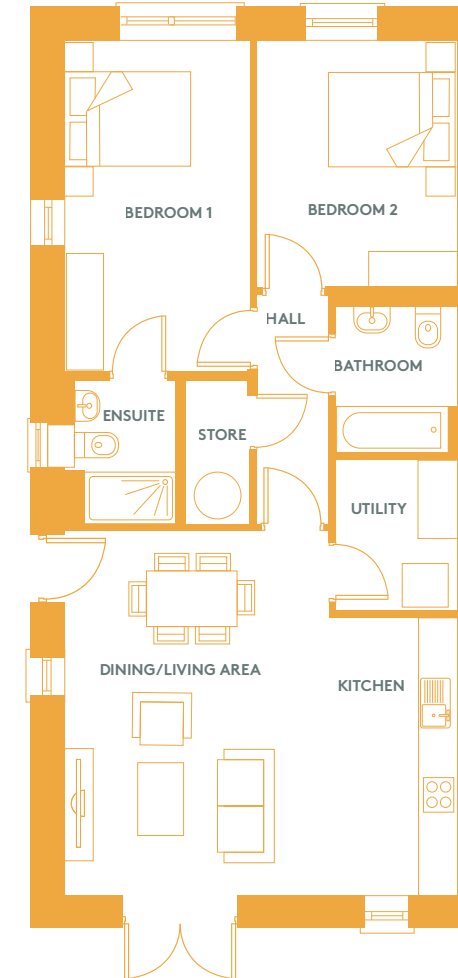 BEDROOM 1
BEDROOM 2
HALL
BATHROOM
ENSUITE
STORE
UTILITY
DINING/LIVING AREA
KITCHEN